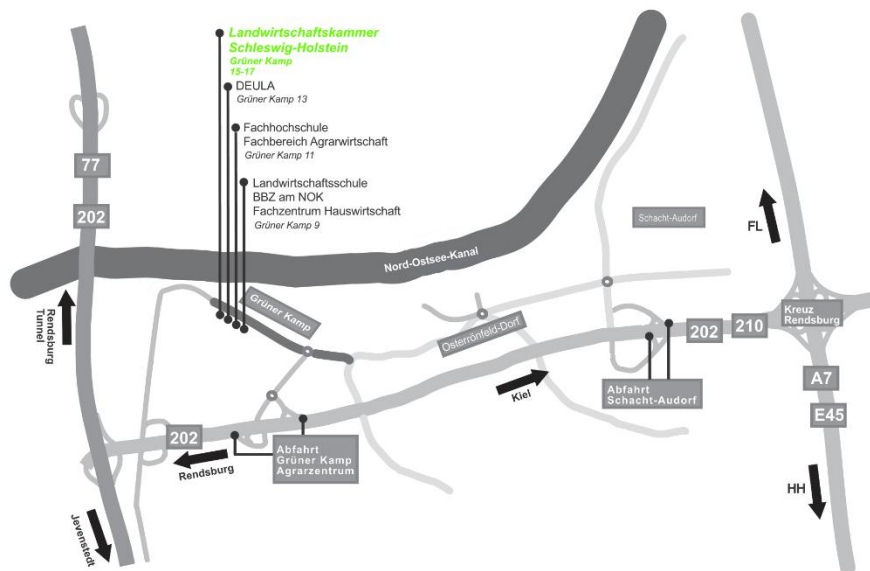 Landwirtschaftskammer
Schleswig-Holstein
Grüner Kamp
15-17
DEULA
Grüner Kamp 13
Fachhochschule
Fachbereich Agrarwirtschaft
Grüner Kamp 11
Landwirtschaftsschule
BBZ am NOK
Fachzentrum Hauswirtschaft
Grüner Kamp 9
77
202
Schacht-Audorf
FL
Nord-Ostsee-Kanal
Rendsburg
Tunnel
Grüner Kamp
Osterrönfeld-Dorf
Kreuz
Rendsburg
202
210
A7
E45
Kiel
Abfahrt
Schacht-Audorf
202
Rendsburg
Abfahrt
Grüner Kamp
Agrarzentrum
HH
Jevenstedt